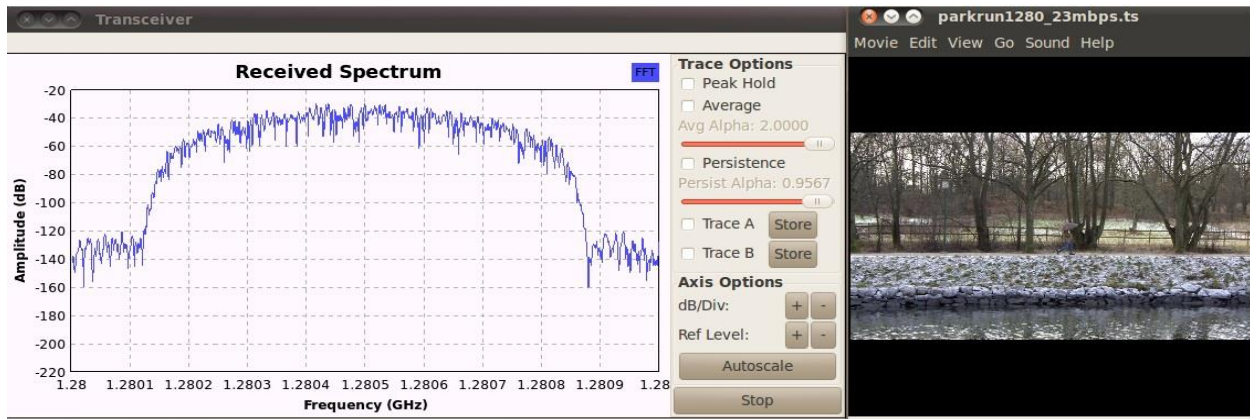 Transceiver
Received Spectrum
FFT
-20
-40
-60
-80
-100
-120
-140
-160
-180
-200
-220
Amplitude (dB)
1.28 1.2801 1.2802 1.2803 1.2804 1.2805 1.2806 1.2807 1.2808 1.2809 1.28
Frequency (GHz)
Trace Options
Peak Hold
Average
Avg Alpha: 2.0000
Persistence
Persist Alpha: 0.9567
Trace A Store
Trace B Store
Axis Options
dB/Div: + -
Ref Level: + -
Autoscale
Stop
parkrun1280_23mbps.ts
Movie Edit View Go Sound Help